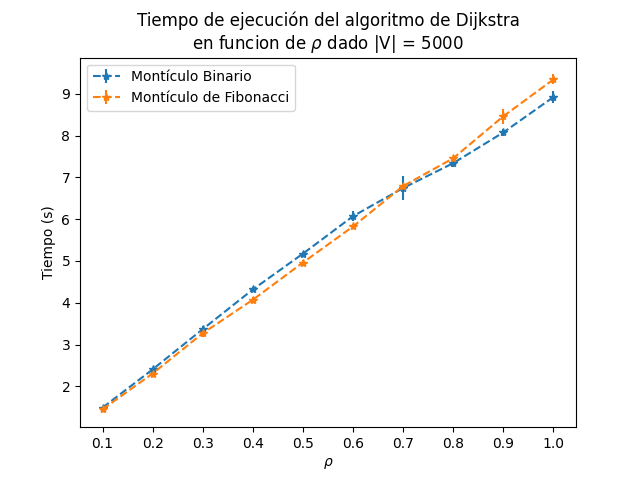 Tiempo de ejecución del algoritmo de Dijkstra
en funcion de ρ dado |V| = 5000
Montículo Binario
Montículo de Fibonacci
Tiempo (s)
9
8
7
6
5
4
3
2
0.1 0.2 0.3 0.4 0.5 0.6 0.7 0.8 0.9 1.0
ρ